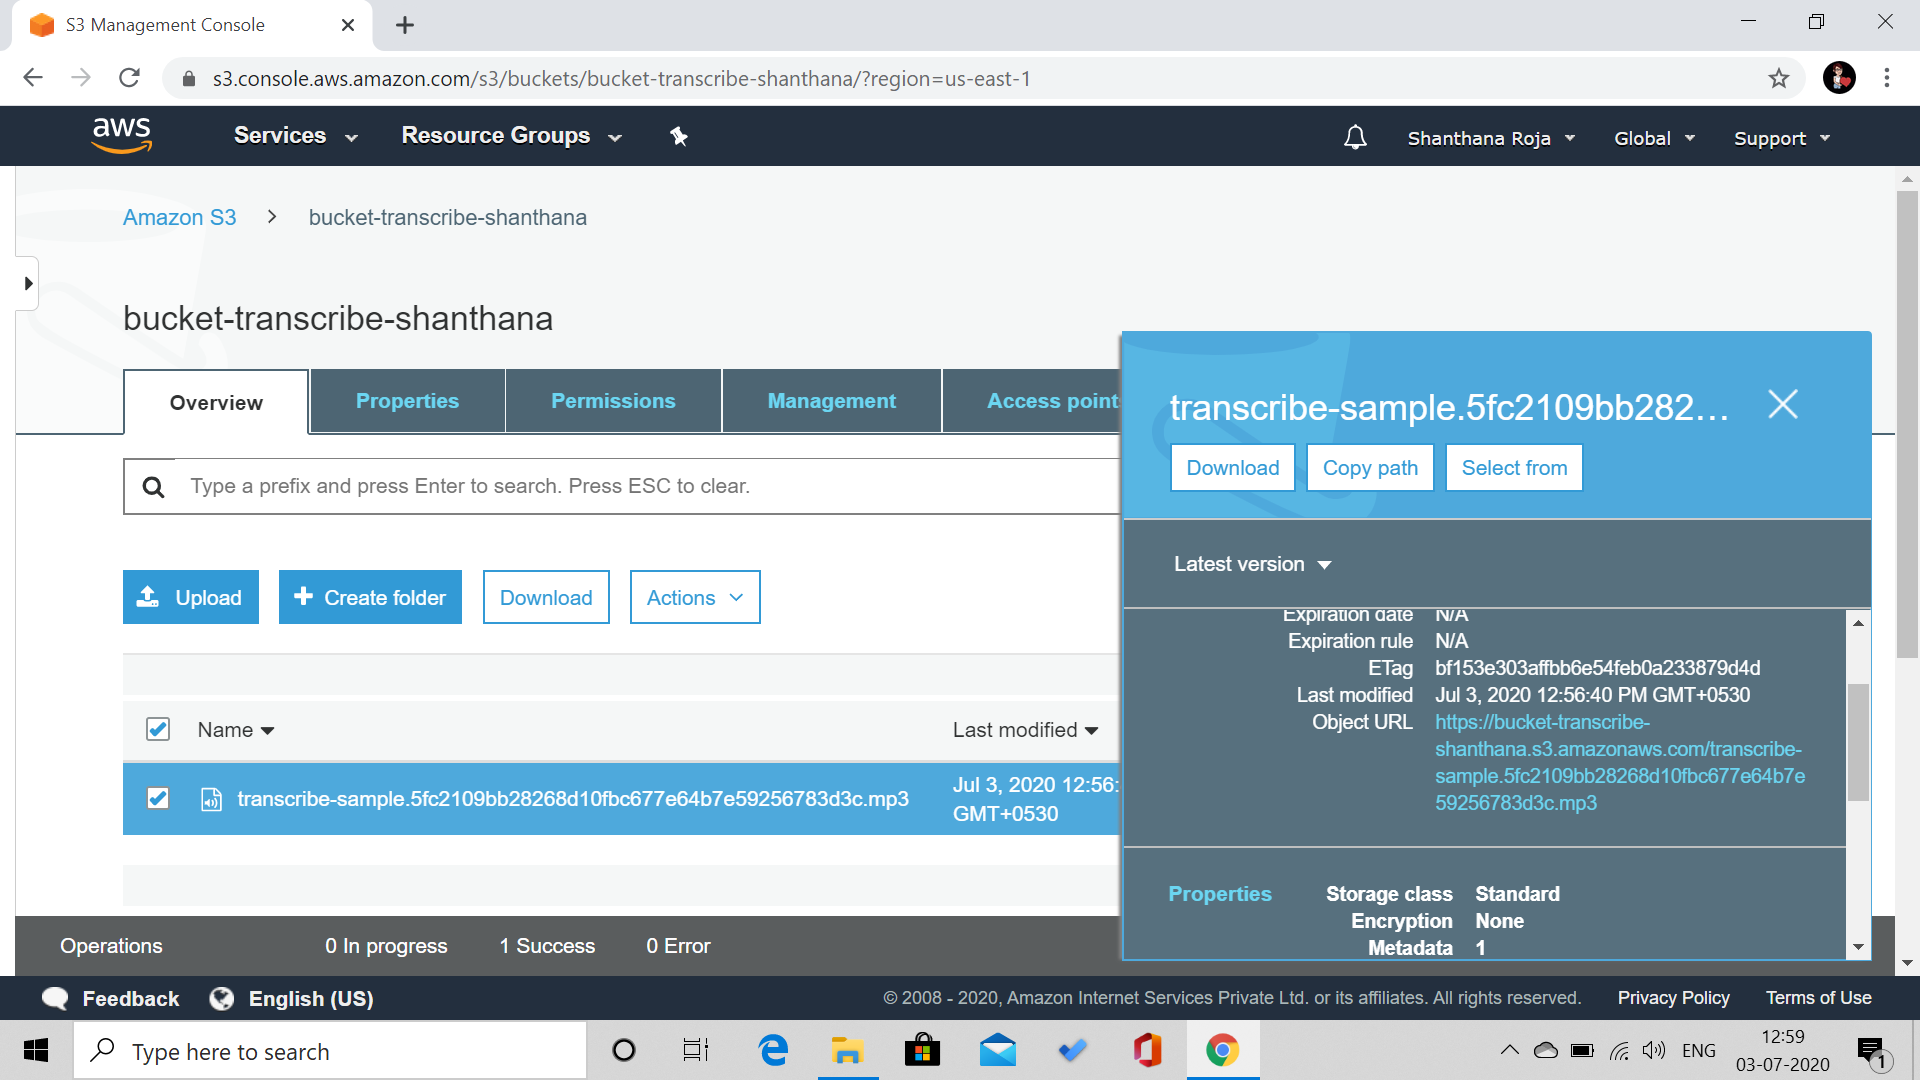 S3 Management Console
s3.console.aws.amazon.com/s3/buckets/bucket-transcribe-shanthana/?region=us-east-1
aws
Services
Resource Groups
Shanthana Roja
Global
Support
Amazon S3 > bucket-transcribe-shanthana
bucket-transcribe-shanthana
Overview
Properties
Permissions
Management
Access point
Type a prefix and press Enter to search. Press ESC to clear.
Upload
+ Create folder
Download
Actions
Name
Last modified
transcribe-sample.5fc2109bb28268d10fbc677e64b7e59256783d3c.mp3
Jul 3, 2020 12:56:
GMT+0530
transcribe-sample.5fc2109bb282...
Download
Copy path
Select from
Latest version
Expiration date N/A
Expiration rule N/A
ETag bf153e303affbb6e54feb0a233879d4d
Last modified Jul 3, 2020 12:56:40 PM GMT+0530
Object URL https://bucket-transcribe-
shanthana.s3.amazonaws.com/transcribe-
sample.5fc2109bb28268d10fbc677e64b7e
59256783d3c.mp3
Properties
Storage class Standard
Encryption None
Metadata 1
Operations
0 In progress
1 Success
0 Error
Feedback
English (US)
© 2008 - 2020, Amazon Internet Services Private Ltd. or its affiliates. All rights reserved.
Privacy Policy
Terms of Use
Type here to search
ENG
12:59
03-07-2020
1